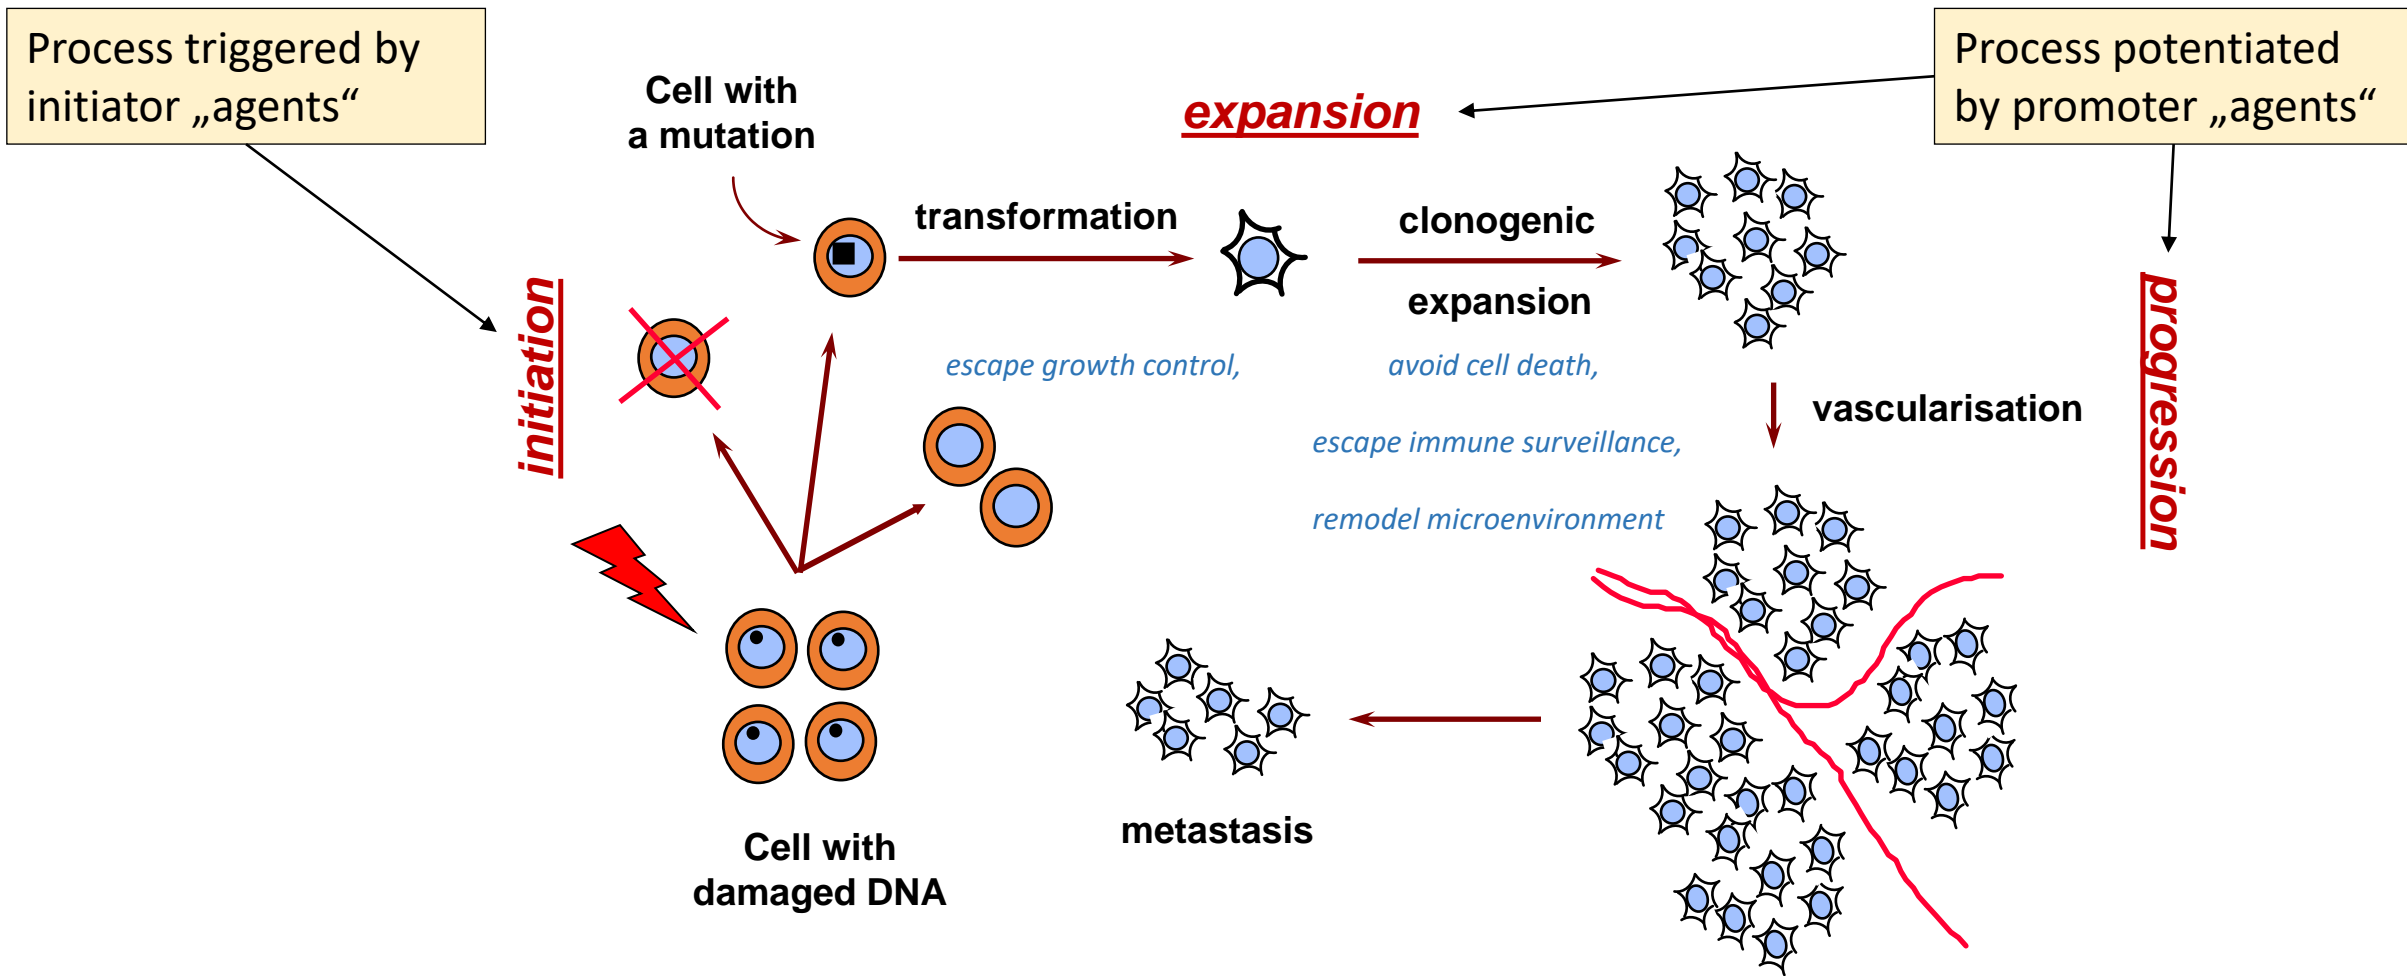 Process triggered by
initiator „agents“
Process potentiated
by promoter „agents“
Cell with
a mutation
expansion
transformation
clonogenic
expansion
initiation
progression
escape growth control,
avoid cell death,
vascularisation
escape immune surveillance,
remodel microenvironment
metastasis
Cell with
damaged DNA